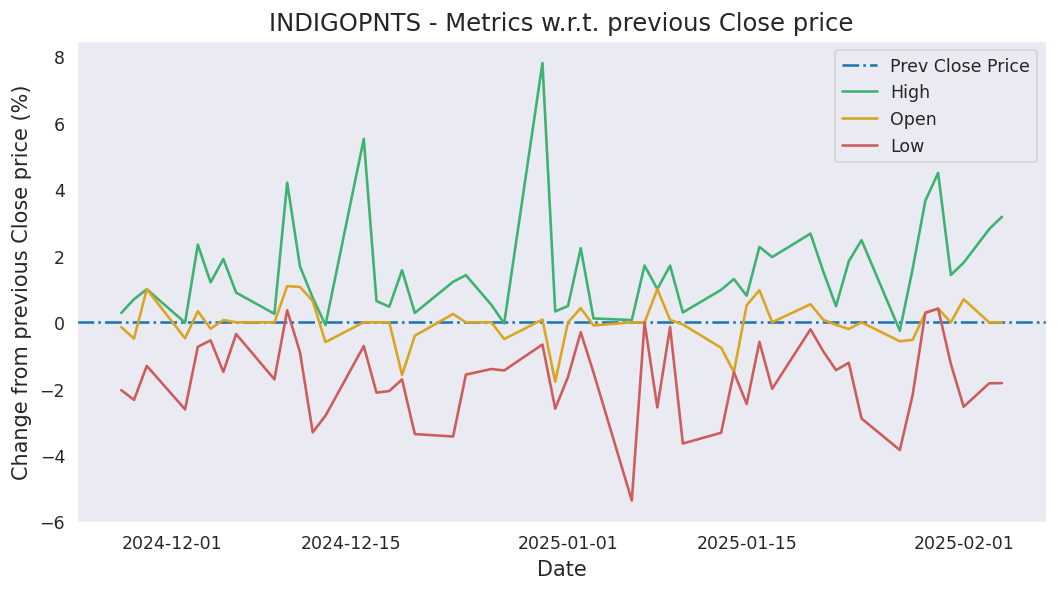 INDIGOPNTS - Metrics w.r.t. previous Close price
Change from previous Close price (%)
8
6
4
2
0
−2
−4
−6
Prev Close Price
High
Open
Low
2024-12-01
2024-12-15
2025-01-01
2025-01-15
2025-02-01
Date